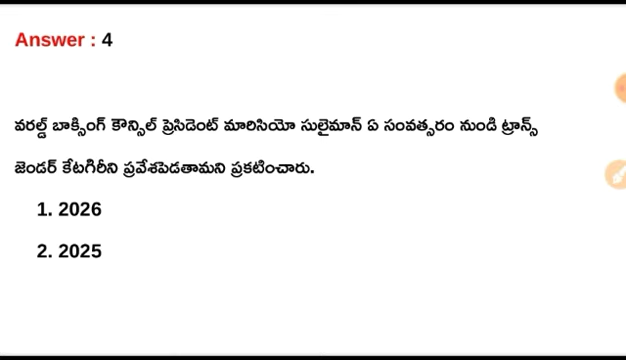 Answer : 4
వరల్డ్ బాక్సింగ్ కౌన్సిల్ ప్రెసిడెంట్ మారిసియో సులైమాన్ ఏ సంవత్సరం నుండి ట్రాన్స్
జెండర్ కేటగిరీని ప్రవేశపెడతామని ప్రకటించారు.
1. 2026
2. 2025